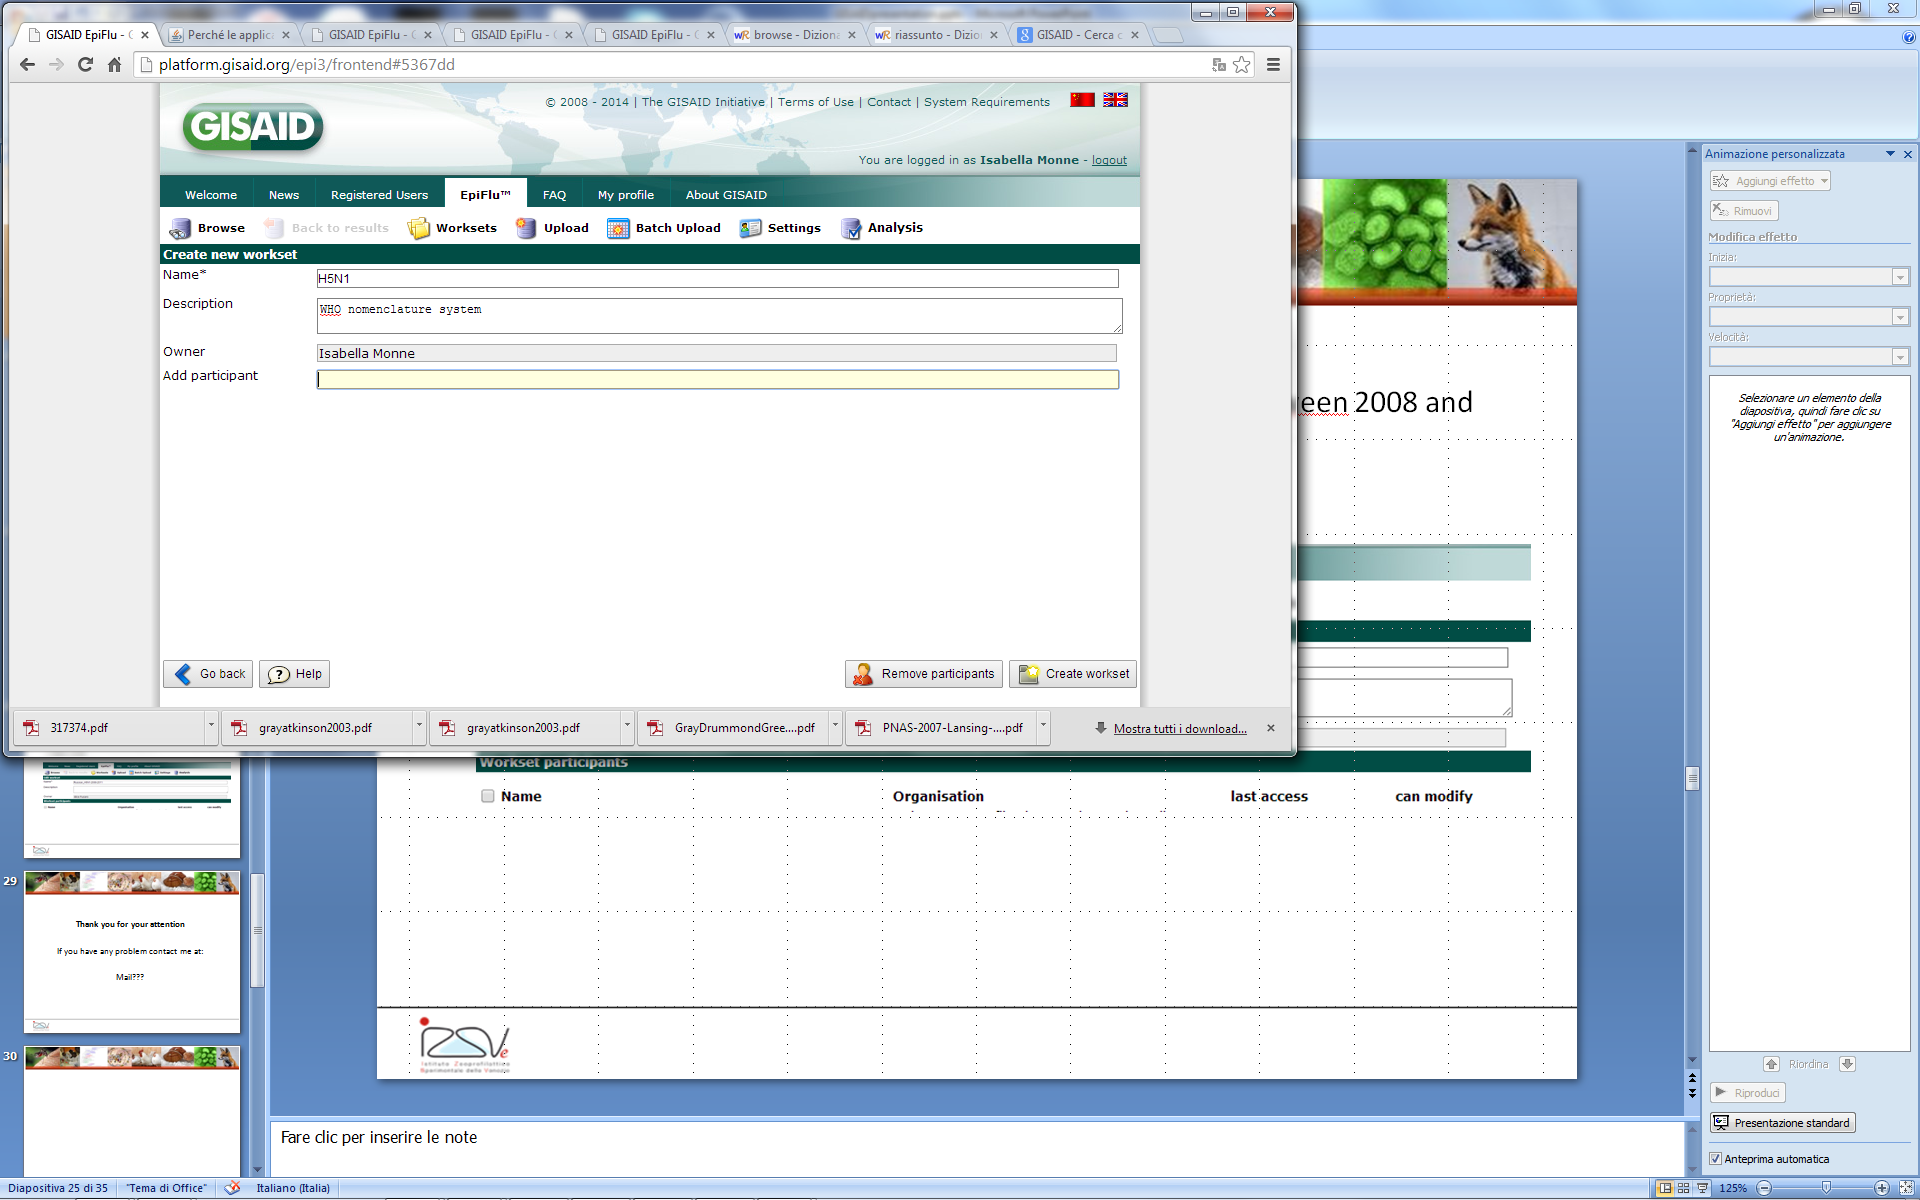 GISAID EpiFlu - 
Perché le applica
GISAID EpiFlu - 
GISAID EpiFlu - 
GISAID EpiFlu - 
browse - Diziona
riassunto - Dizio
GISAID - Cerca c
platform.gisaid.org/epi3/frontend#5367dd
© 2008 - 2014 | The GISAID Initiative | Terms of Use | Contact | System Requirements
GISAID
You are logged in as Isabella Monne - logout
Welcome News Registered Users EpiFlu™ FAQ My profile About GISAID
Browse Back to results Worksets Upload Batch Upload Settings Analysis
Create new workset
Name* H5N1
Description WHO nomenclature system
Owner Isabella Monne
Add participant
Go back Help Remove participants Create workset
317374.pdf grayatkinson2003.pdf grayatkinson2003.pdf GrayDrummondGree....pdf PNAS-2007-Lansing-....pdf Mostra tutti i download...
een 2008 and
Workset participants
Name Organisation last access can modify
Istituto Zooprofilattico
Sperimentale delle Venezie
29
Thank you for your attention
If you have any problem contact me at:
Mail???
30
Fare clic per inserire le note
Animazione personalizzata
Aggiungi effetto
Rimuovi
Modifica effetto
Inizia:
Proprietà:
Velocità:
Selezionare un elemento della
diapositiva, quindi fare clic su
"Aggiungi effetto" per aggiungere
un'animazione.
Riordina
Riproduci
Presentazione standard
Anteprima automatica
Diapositiva 25 di 35 "Tema di Office" Italiano (Italia) 125%